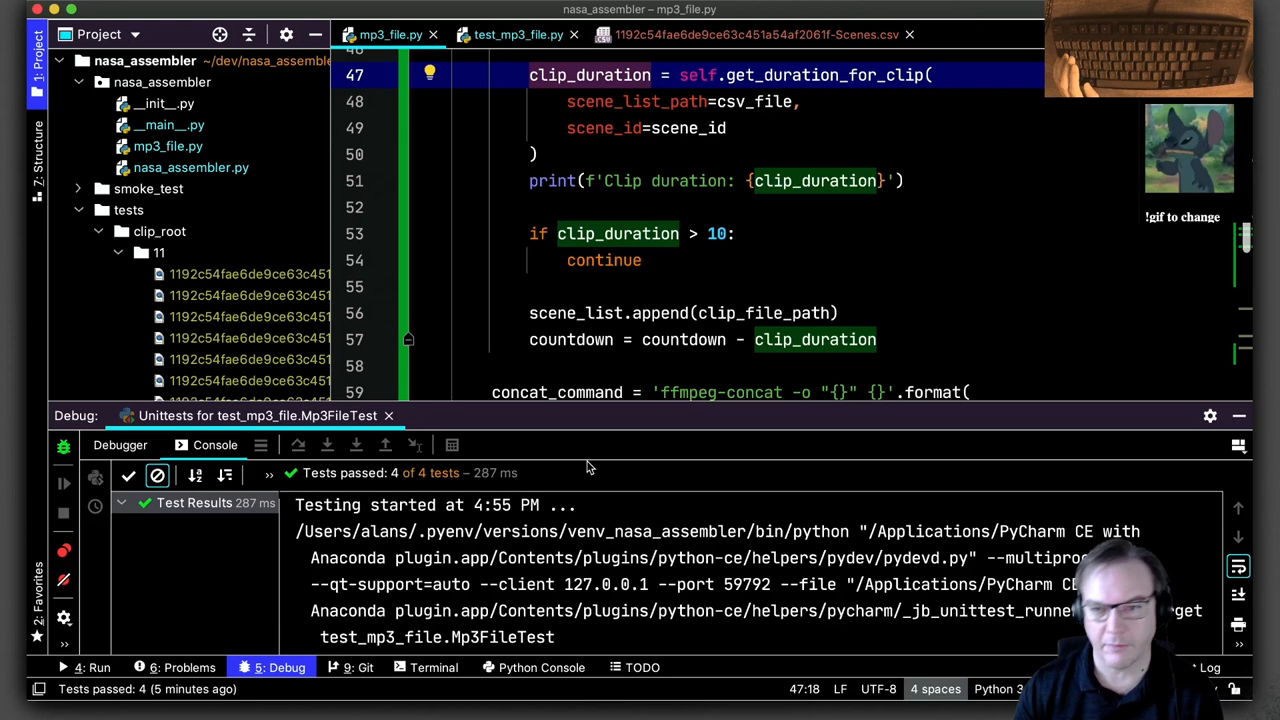 nasa_assembler – mp3_file.py
Project
mp3_file.py
test_mp3_file.py
1192c54fae6de9ce63c451a54af2061f-Scenes.csv
1: Project
7: Structure
2: Favorites
nasa_assembler ~/dev/nasa_assemble
nasa_assembler
__init__.py
__main__.py
mp3_file.py
nasa_assembler.py
smoke_test
tests
clip_root
11
1192c54fae6de9ce63c451
1192c54fae6de9ce63c451
1192c54fae6de9ce63c451
1192c54fae6de9ce63c451
1192c54fae6de9ce63c451
1192c54fae6de9ce63c451
47 clip_duration = self.get_duration_for_clip(
48 scene_list_path=csv_file,
49 scene_id=scene_id
50 )
51 print(f'Clip duration: {clip_duration}')
52
53 if clip_duration > 10:
54 continue
55
56 scene_list.append(clip_file_path)
57 countdown = countdown - clip_duration
58
59 concat_command = 'ffmpeg-concat -o "{}" {}'.format(
!gif to change
Debug: Unittests for test_mp3_file.Mp3FileTest
Debugger Console
Tests passed: 4 of 4 tests – 287 ms
Test Results 287 ms
Testing started at 4:55 PM ...
/Users/alans/.pyenv/versions/venv_nasa_assembler/bin/python "/Applications/PyCharm CE with
Anaconda plugin.app/Contents/plugins/python-ce/helpers/pydev/pydevd.py" --multiproc
--qt-support=auto --client 127.0.0.1 --port 59792 --file "/Applications/PyCharm CE
Anaconda plugin.app/Contents/plugins/python-ce/helpers/pycharm/_jb_unittest_runne get
test_mp3_file.Mp3FileTest
4: Run 6: Problems 5: Debug 9: Git Terminal Python Console TODO Log
Tests passed: 4 (5 minutes ago) 47:18 LF UTF-8 4 spaces Python 3